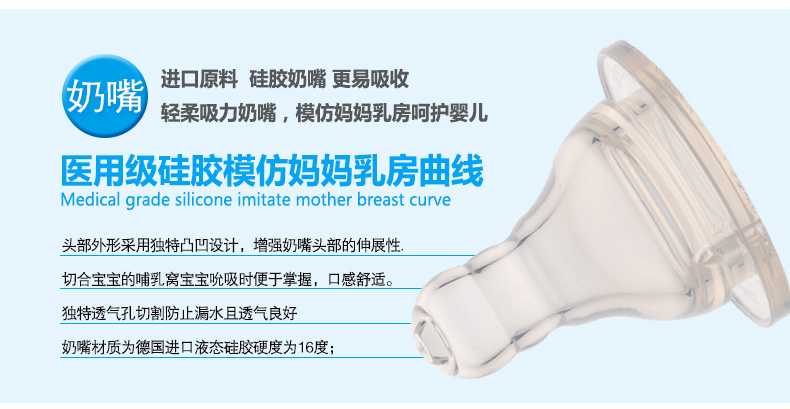 奶嘴
进口原料 硅胶奶嘴 更易吸收
轻柔吸力奶嘴，模仿妈妈乳房呵护婴儿
医用级硅胶模仿妈妈乳房曲线
Medical grade silicone imitate mother breast curve
头部外形采用独特凸凹设计，增强奶嘴头部的伸展性.
切合宝宝的哺乳窝宝宝吮吸时便于掌握，口感舒适。
独特透气孔切割防止漏水且透气良好
奶嘴材质为德国进口液态硅胶硬度为16度；